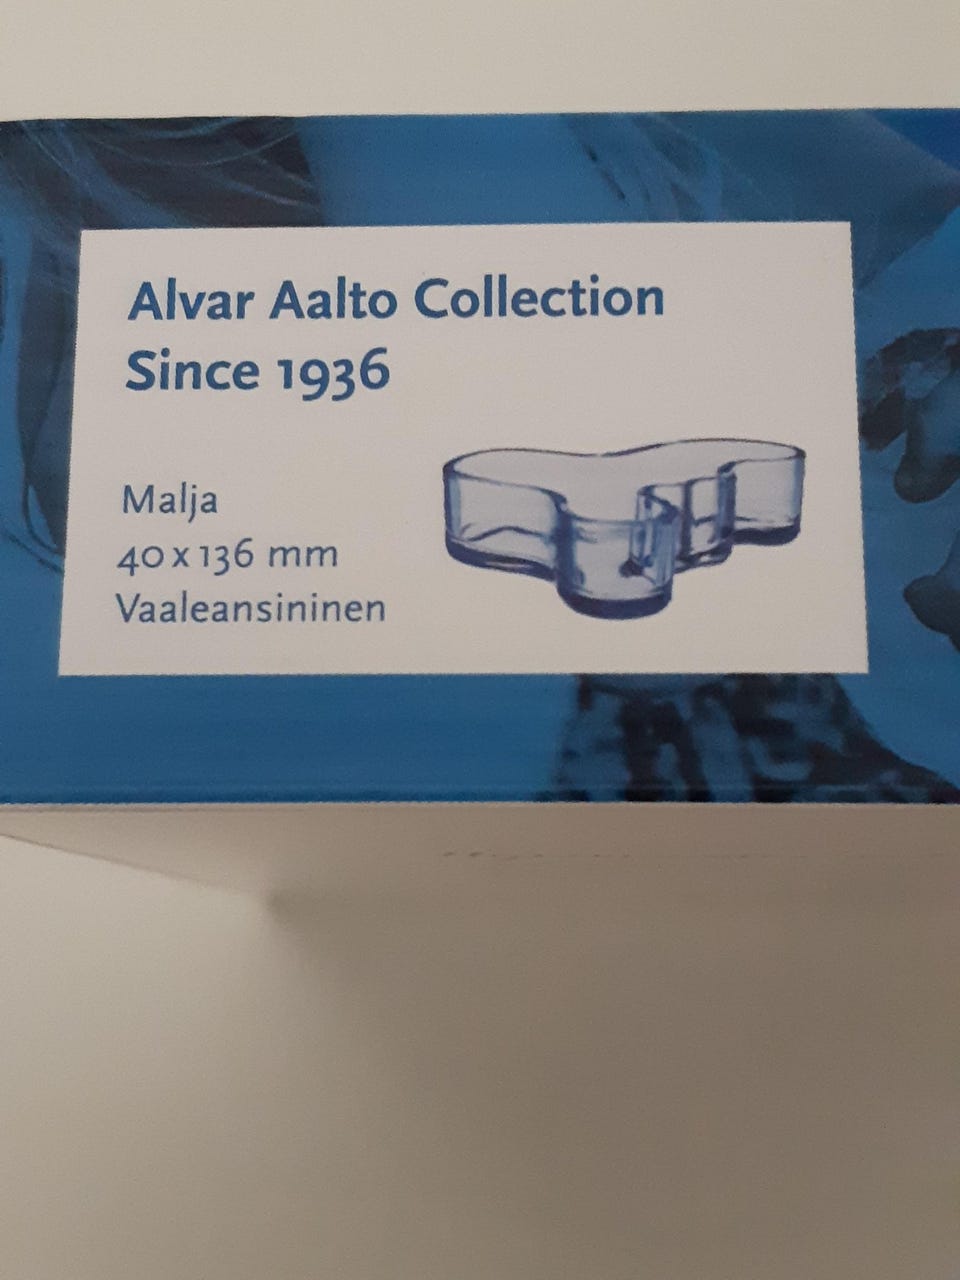 Alvar Aalto Collection
Since 1936
Malja
40 x 136 mm
Vaaleansininen